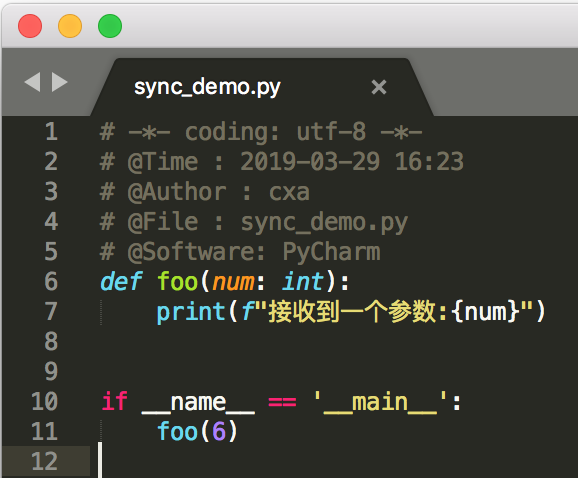 sync_demo.py
1 # -*- coding: utf-8 -*-
2 # @Time : 2019-03-29 16:23
3 # @Author : cxa
4 # @File : sync_demo.py
5 # @Software: PyCharm
6 def foo(num: int):
7     print(f"接收到一个参数:{num}")
8
9
10 if __name__ == '__main__':
11     foo(6)
12